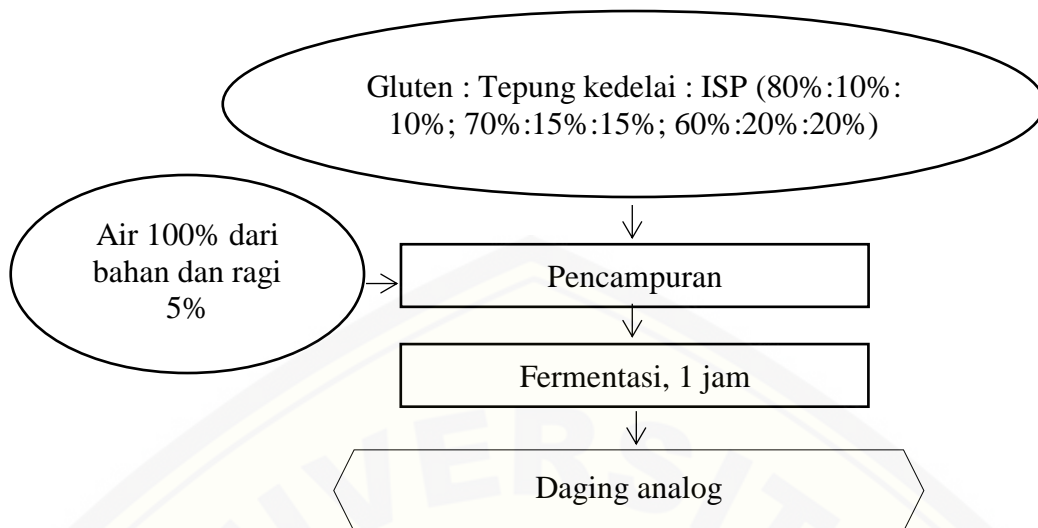 Gluten : Tepung kedelai : ISP (80%:10%:
10%; 70%:15%:15%; 60%:20%:20%)
Air 100% dari
bahan dan ragi
5%
Pencampuran
Fermentasi, 1 jam
Daging analog
UNIVERSIT